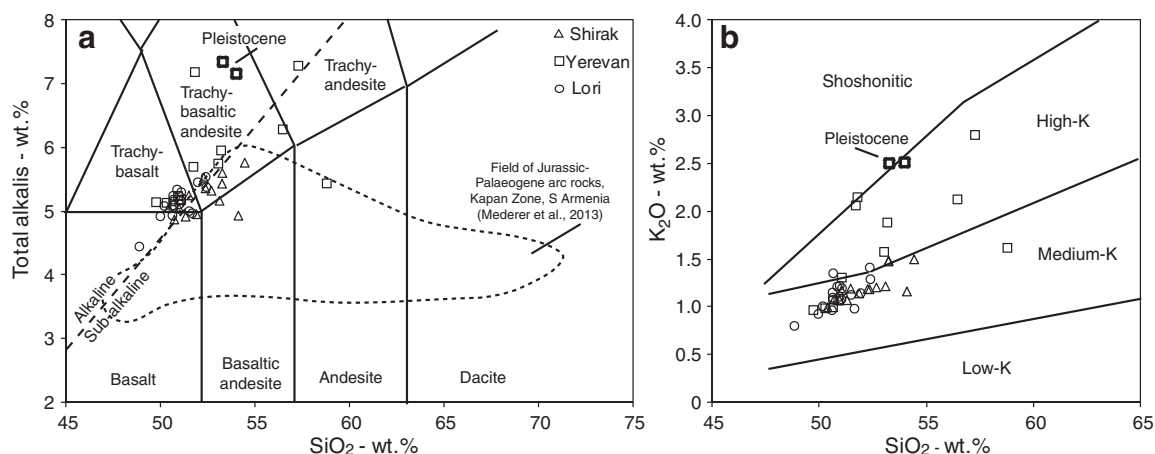 a
Total alkalis - wt.%
8
7
6
5
4
3
2
45
50
55
60
65
70
75
SiO2 - wt.%
Pleistocene
Shirak
Yerevan
Lori
Trachy-
andesite
Trachy-
basaltic
andesite
Trachy-
basalt
Field of Jurassic-
Palaeogene arc rocks,
Kapan Zone, S Armenia
(Mederer et al., 2013)
Alkaline
Sub-alkaline
Basalt
Basaltic
andesite
Andesite
Dacite
b
K2O - wt.%
4.0
3.5
3.0
2.5
2.0
1.5
1.0
0.5
0
45
50
55
60
65
SiO2 - wt.%
Shoshonitic
Pleistocene
High-K
Medium-K
Low-K